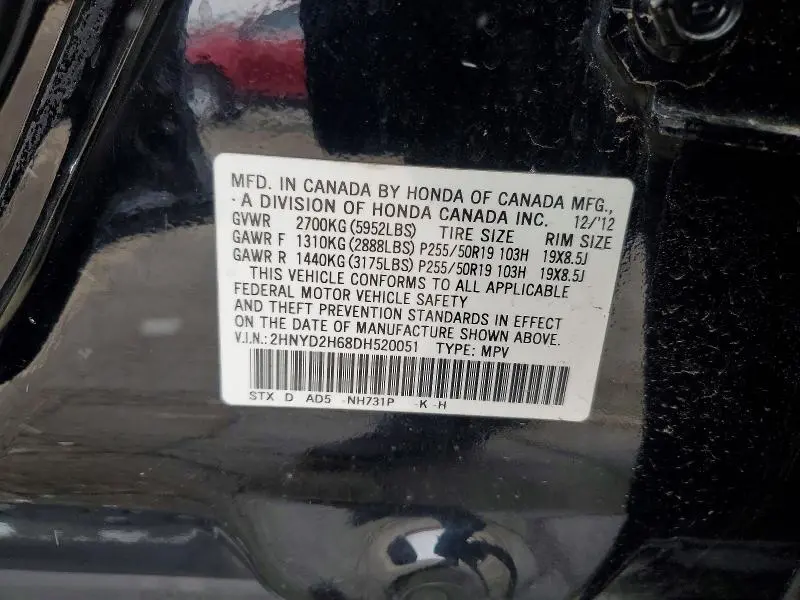 MFD. IN CANADA BY HONDA OF CANADA MFG.,
A DIVISION OF HONDA CANADA INC. 12/'12
GVWR 2700KG (5952LBS) TIRE SIZE RIM SIZE
GAWR F 1310KG (2888LBS) P255/50R19 103H 19X8.5J
GAWR R 1440KG (3175LBS) P255/50R19 103H 19X8.5J
THIS VEHICLE CONFORMS TO ALL APPLICABLE
FEDERAL MOTOR VEHICLE SAFETY
AND THEFT PREVENTION STANDARDS IN EFFECT
ON THE DATE OF MANUFACTURE SHOWN ABOVE.
V.I.N.:2HNYD2H68DH520051 TYPE: MPV
STX D AD5 -NH731P -K -H